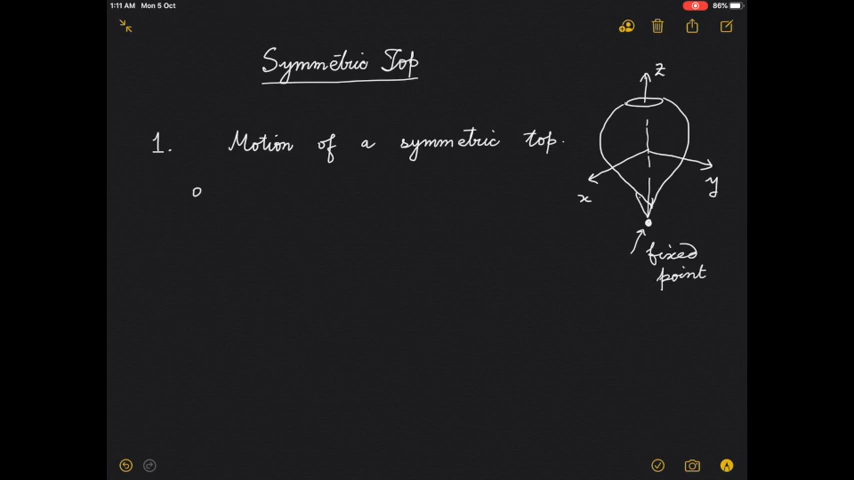 1:11 AM Mon 5 Oct
86%
Symmetric Top
1. Motion of a symmetric top.
o
z
x
y
fixed
point